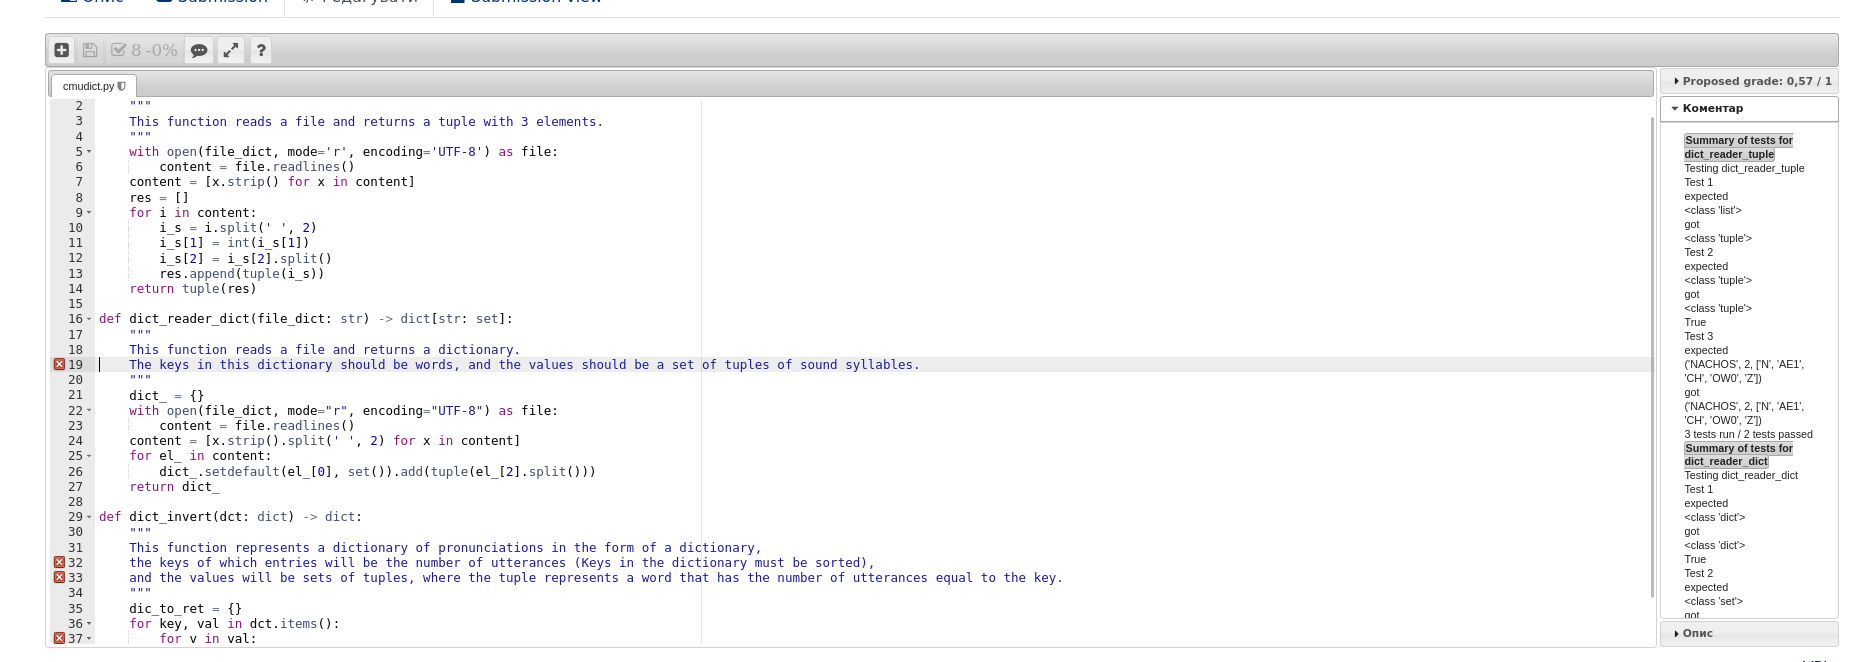 Опис Submission Редагувати Submission view
8 -0%
cmudict.py
2 """
3 This function reads a file and returns a tuple with 3 elements.
4 """
5 with open(file_dict, mode='r', encoding='UTF-8') as file:
6 content = file.readlines()
7 content = [x.strip() for x in content]
8 res = []
9 for i in content:
10 i_s = i.split(' ', 2)
11 i_s[1] = int(i_s[1])
12 i_s[2] = i_s[2].split()
13 res.append(tuple(i_s))
14 return tuple(res)
15
16 def dict_reader_dict(file_dict: str) -> dict[str: set]:
17 """
18 This function reads a file and returns a dictionary.
19 The keys in this dictionary should be words, and the values should be a set of tuples of sound syllables.
20 """
21 dict_ = {}
22 with open(file_dict, mode="r", encoding="UTF-8") as file:
23 content = file.readlines()
24 content = [x.strip().split(' ', 2) for x in content]
25 for el_ in content:
26 dict_.setdefault(el_[0], set()).add(tuple(el_[2].split()))
27 return dict_
28
29 def dict_invert(dct: dict) -> dict:
30 """
31 This function represents a dictionary of pronunciations in the form of a dictionary,
32 the keys of which entries will be the number of utterances (Keys in the dictionary must be sorted),
33 and the values will be sets of tuples, where the tuple represents a word that has the number of utterances equal to the key.
34 """
35 dic_to_ret = {}
36 for key, val in dct.items():
37 for v in val:
Proposed grade: 0,57 / 1
Коментар
Summary of tests for
dict_reader_tuple
Testing dict_reader_tuple
Test 1
expected
<class 'list'>
got
<class 'tuple'>
Test 2
expected
<class 'tuple'>
got
<class 'tuple'>
True
Test 3
expected
('NACHOS', 2, ['N', 'AE1',
'CH', 'OW0', 'Z'])
got
('NACHOS', 2, ['N', 'AE1',
'CH', 'OW0', 'Z'])
3 tests run / 2 tests passed
Summary of tests for
dict_reader_dict
Testing dict_reader_dict
Test 1
expected
<class 'dict'>
got
<class 'dict'>
True
Test 2
expected
<class 'set'>
got
Опис